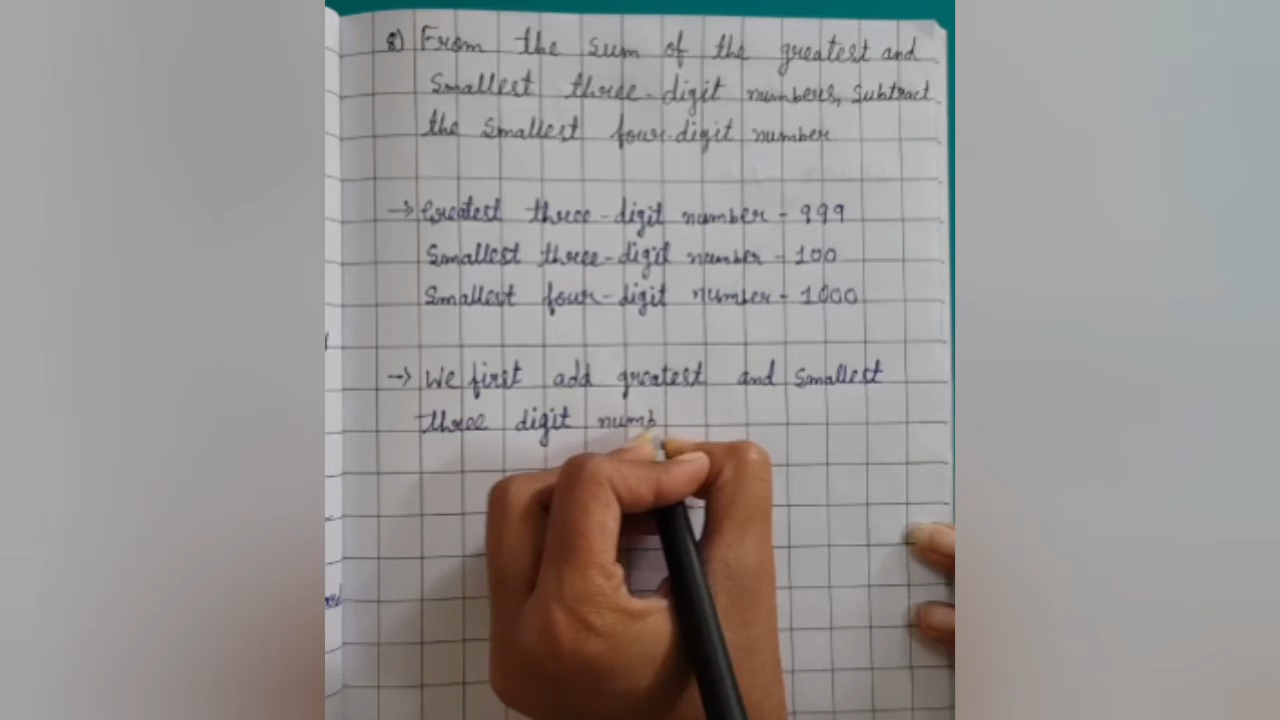 8) From the sum of the greatest and
smallest three-digit numbers, subtract
the smallest four-digit number
→ Greatest three-digit number - 999
Smallest three-digit number - 100
Smallest four-digit number - 1000
→ We first add greatest and smallest
three digit numb